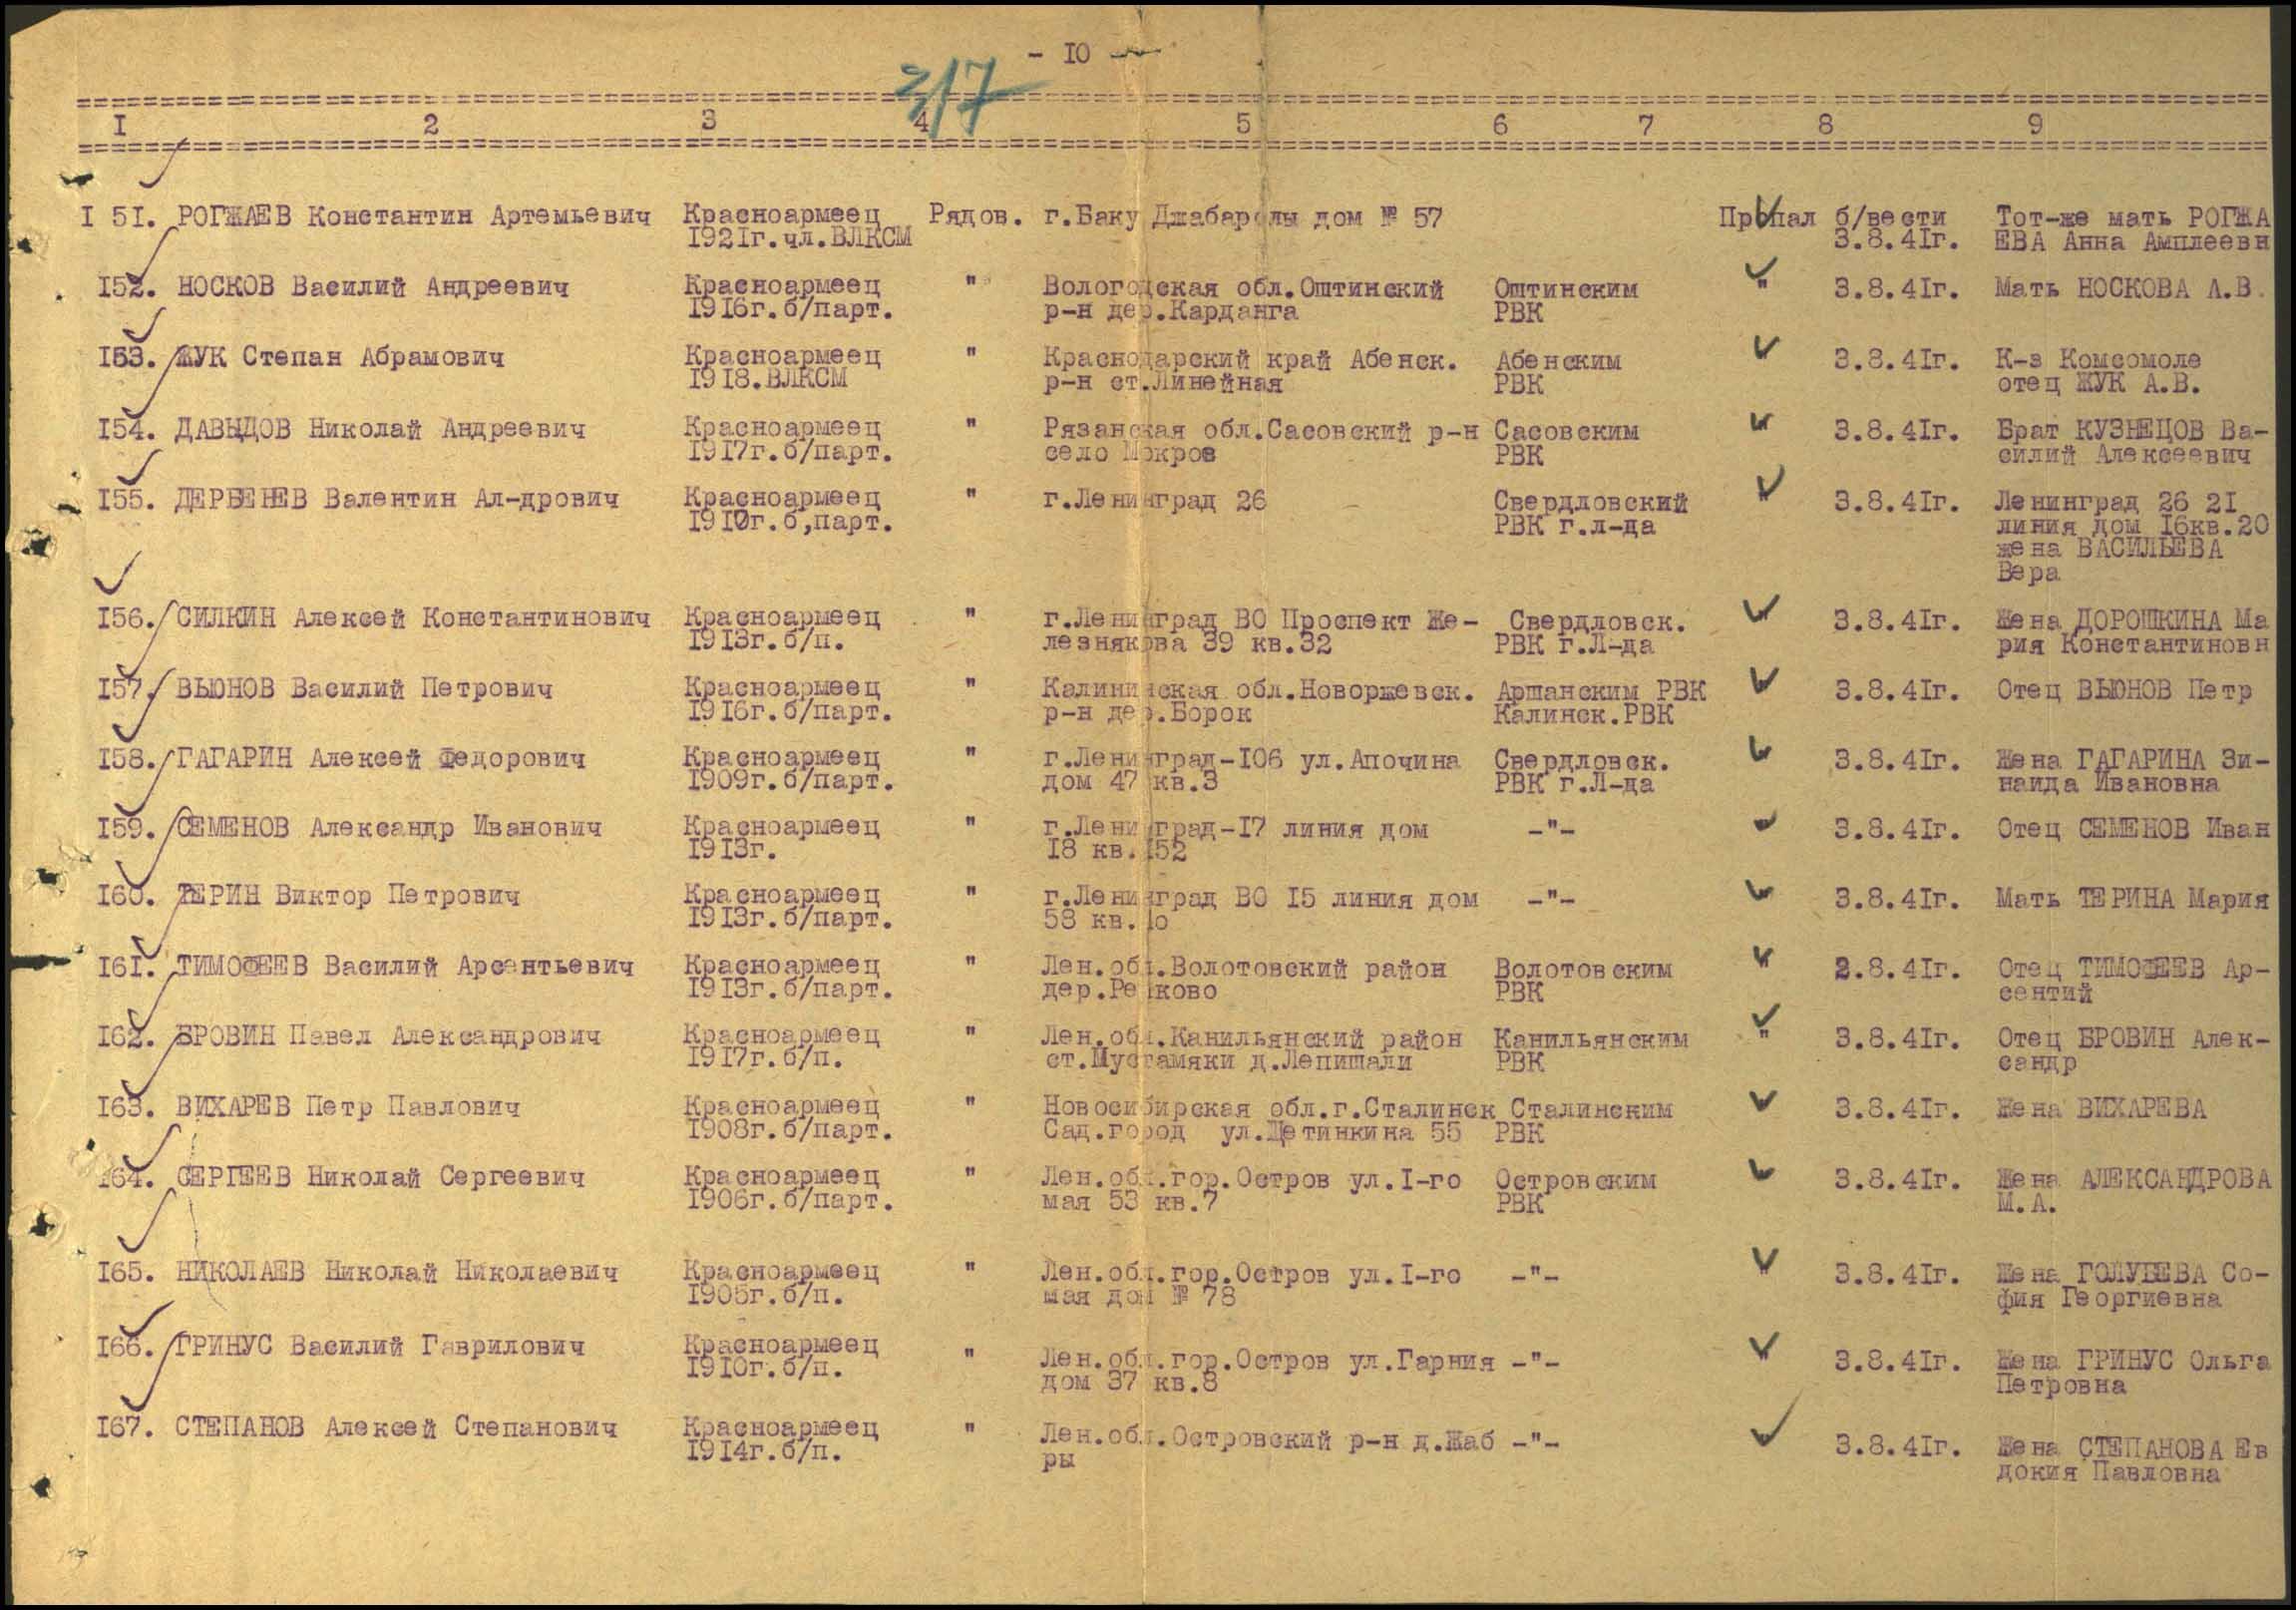 - 10 -
317
I 2 3 4 5 6 7 8 9
I 51. РОГЖАЕВ Константин Артемьевич Красноармеец Рядов. г.Баку Джабарелы дом № 57 Пропал б/вести Тот-же мать РОГЖА
1921г.чл.ВЛКСМ 3.8.41г. ЕВА Анна Амплеевн
152. НОСКОВ Василий Андреевич Красноармеец " Вологодская обл.Оштинский Оштинским " 3.8.41г. Мать НОСКОВА А.В.
1916г.б/парт. р-н дер.Карданга РВК
153. ЖУК Степан Абрамович Красноармеец " Краснодарский край Абенск. Абенским 3.8.41г. К-з Комсомоле
1918.ВЛКСМ р-н ст.Линейная РВК отец ЖУК А.В.
154. ДАВЫДОВ Николай Андреевич Красноармеец " Рязанская обл.Сасовский р-н Сасовским " 3.8.41г. Брат КУЗНЕЦОВ Ва-
1917г.б/парт. село Мокров РВК силий Алексеевич
155. ДЕРБЕНЕВ Валентин Ал-дрович Красноармеец " г.Ленинград 26 Свердловский " 3.8.41г. Ленинград 26 21
1910г.б,парт. РВК г.л-да линия дом 16кв.20
жена ВАСИЛЬЕВА
Вера
156. СИЛКИН Алексей Константинович Красноармеец " г.Ленинград ВО Проспект Же- Свердловск. " 3.8.41г. Жена ДОРОШКИНА Ма
1913г.б/п. лезнякова 39 кв.32 РВК г.Л-да рия Константиновн
157. ВЬЮНОВ Василий Петрович Красноармеец " Калининская обл.Новоржевск. Аршанским РВК " 3.8.41г. Отец ВЬЮНОВ Петр
1916г.б/парт. р-н дер.Борок Калинск.РВК
158. ГАГАРИН Алексей Федорович Красноармеец " г.Ленинград-106 ул.Апочина Свердловск. " 3.8.41г. Жена ГАГАРИНА Зи-
1909г.б/парт. дом 47 кв.3 РВК г.Л-да наида Ивановна
159. СЕМЕНОВ Александр Иванович Красноармеец " г.Ленинград-17 линия дом -"- " 3.8.41г. Отец СЕМЕНОВ Иван
1913г. 18 кв.152
160. ТЕРИН Виктор Петрович Красноармеец " г.Ленинград ВО 15 линия дом -"- " 3.8.41г. Мать ТЕРИНА Мария
1913г.б/парт. 58 кв.
161. ТИМОФЕЕВ Василий Арсентьевич Красноармеец " Лен.обл.Волотовский район Волотовским " 2.8.41г. Отец ТИМОФЕЕВ Ар-
1913г.б/парт. дер. РВК сентий
162. БРОВИН Павел Александрович Красноармеец " Лен.обл.Канильянский район Канильянским " 3.8.41г. Отец БРОВИН Алек-
1917г.б/п. ст.Мустамяки д.Лепишали РВК сандр
163. ВИХАРЕВ Петр Павлович Красноармеец " Новосибирская обл.г.Сталинск Сталинским " 3.8.41г. Жена ВИХАРЕВА
1908г.б/парт. Сад.город ул.Щетинкина 55 РВК
164. СЕРГЕЕВ Николай Сергеевич Красноармеец " Лен.обл.гор.Остров ул.I-го Островским " 3.8.41г. Жена АЛЕКСАНДРОВА
1906г.б/парт. мая 53 кв.7 РВК М.А.
165. НИКОЛАЕВ Николай Николаевич Красноармеец " Лен.обл.гор.Остров ул.I-го -"- " 3.8.41г. Жена ГОЛУБЕВА Со-
1905г.б/п. мая дом № 78 фия Георгиевна
166. ГРИНУС Василий Гаврилович Красноармеец " Лен.обл.гор.Остров ул.Гарния -"- " 3.8.41г. Жена ГРИНУС Ольга
1910г.б/п. дом 37 кв.8 Петровна
167. СТЕПАНОВ Алексей Степанович Красноармеец " Лен.обл.Островский р-н д.Жаб -"- 3.8.41г. Жена СТЕПАНОВА Ев
1914г.б/п. ры докия Павловна